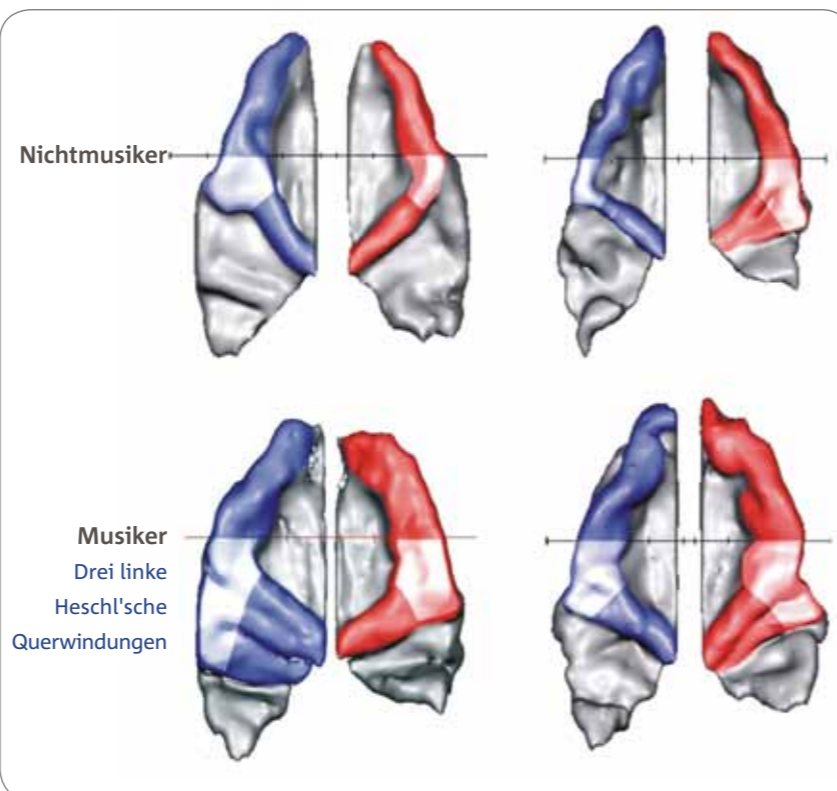 Nichtmusiker
Musiker
Drei linke
Heschl'sche
Querwindungen